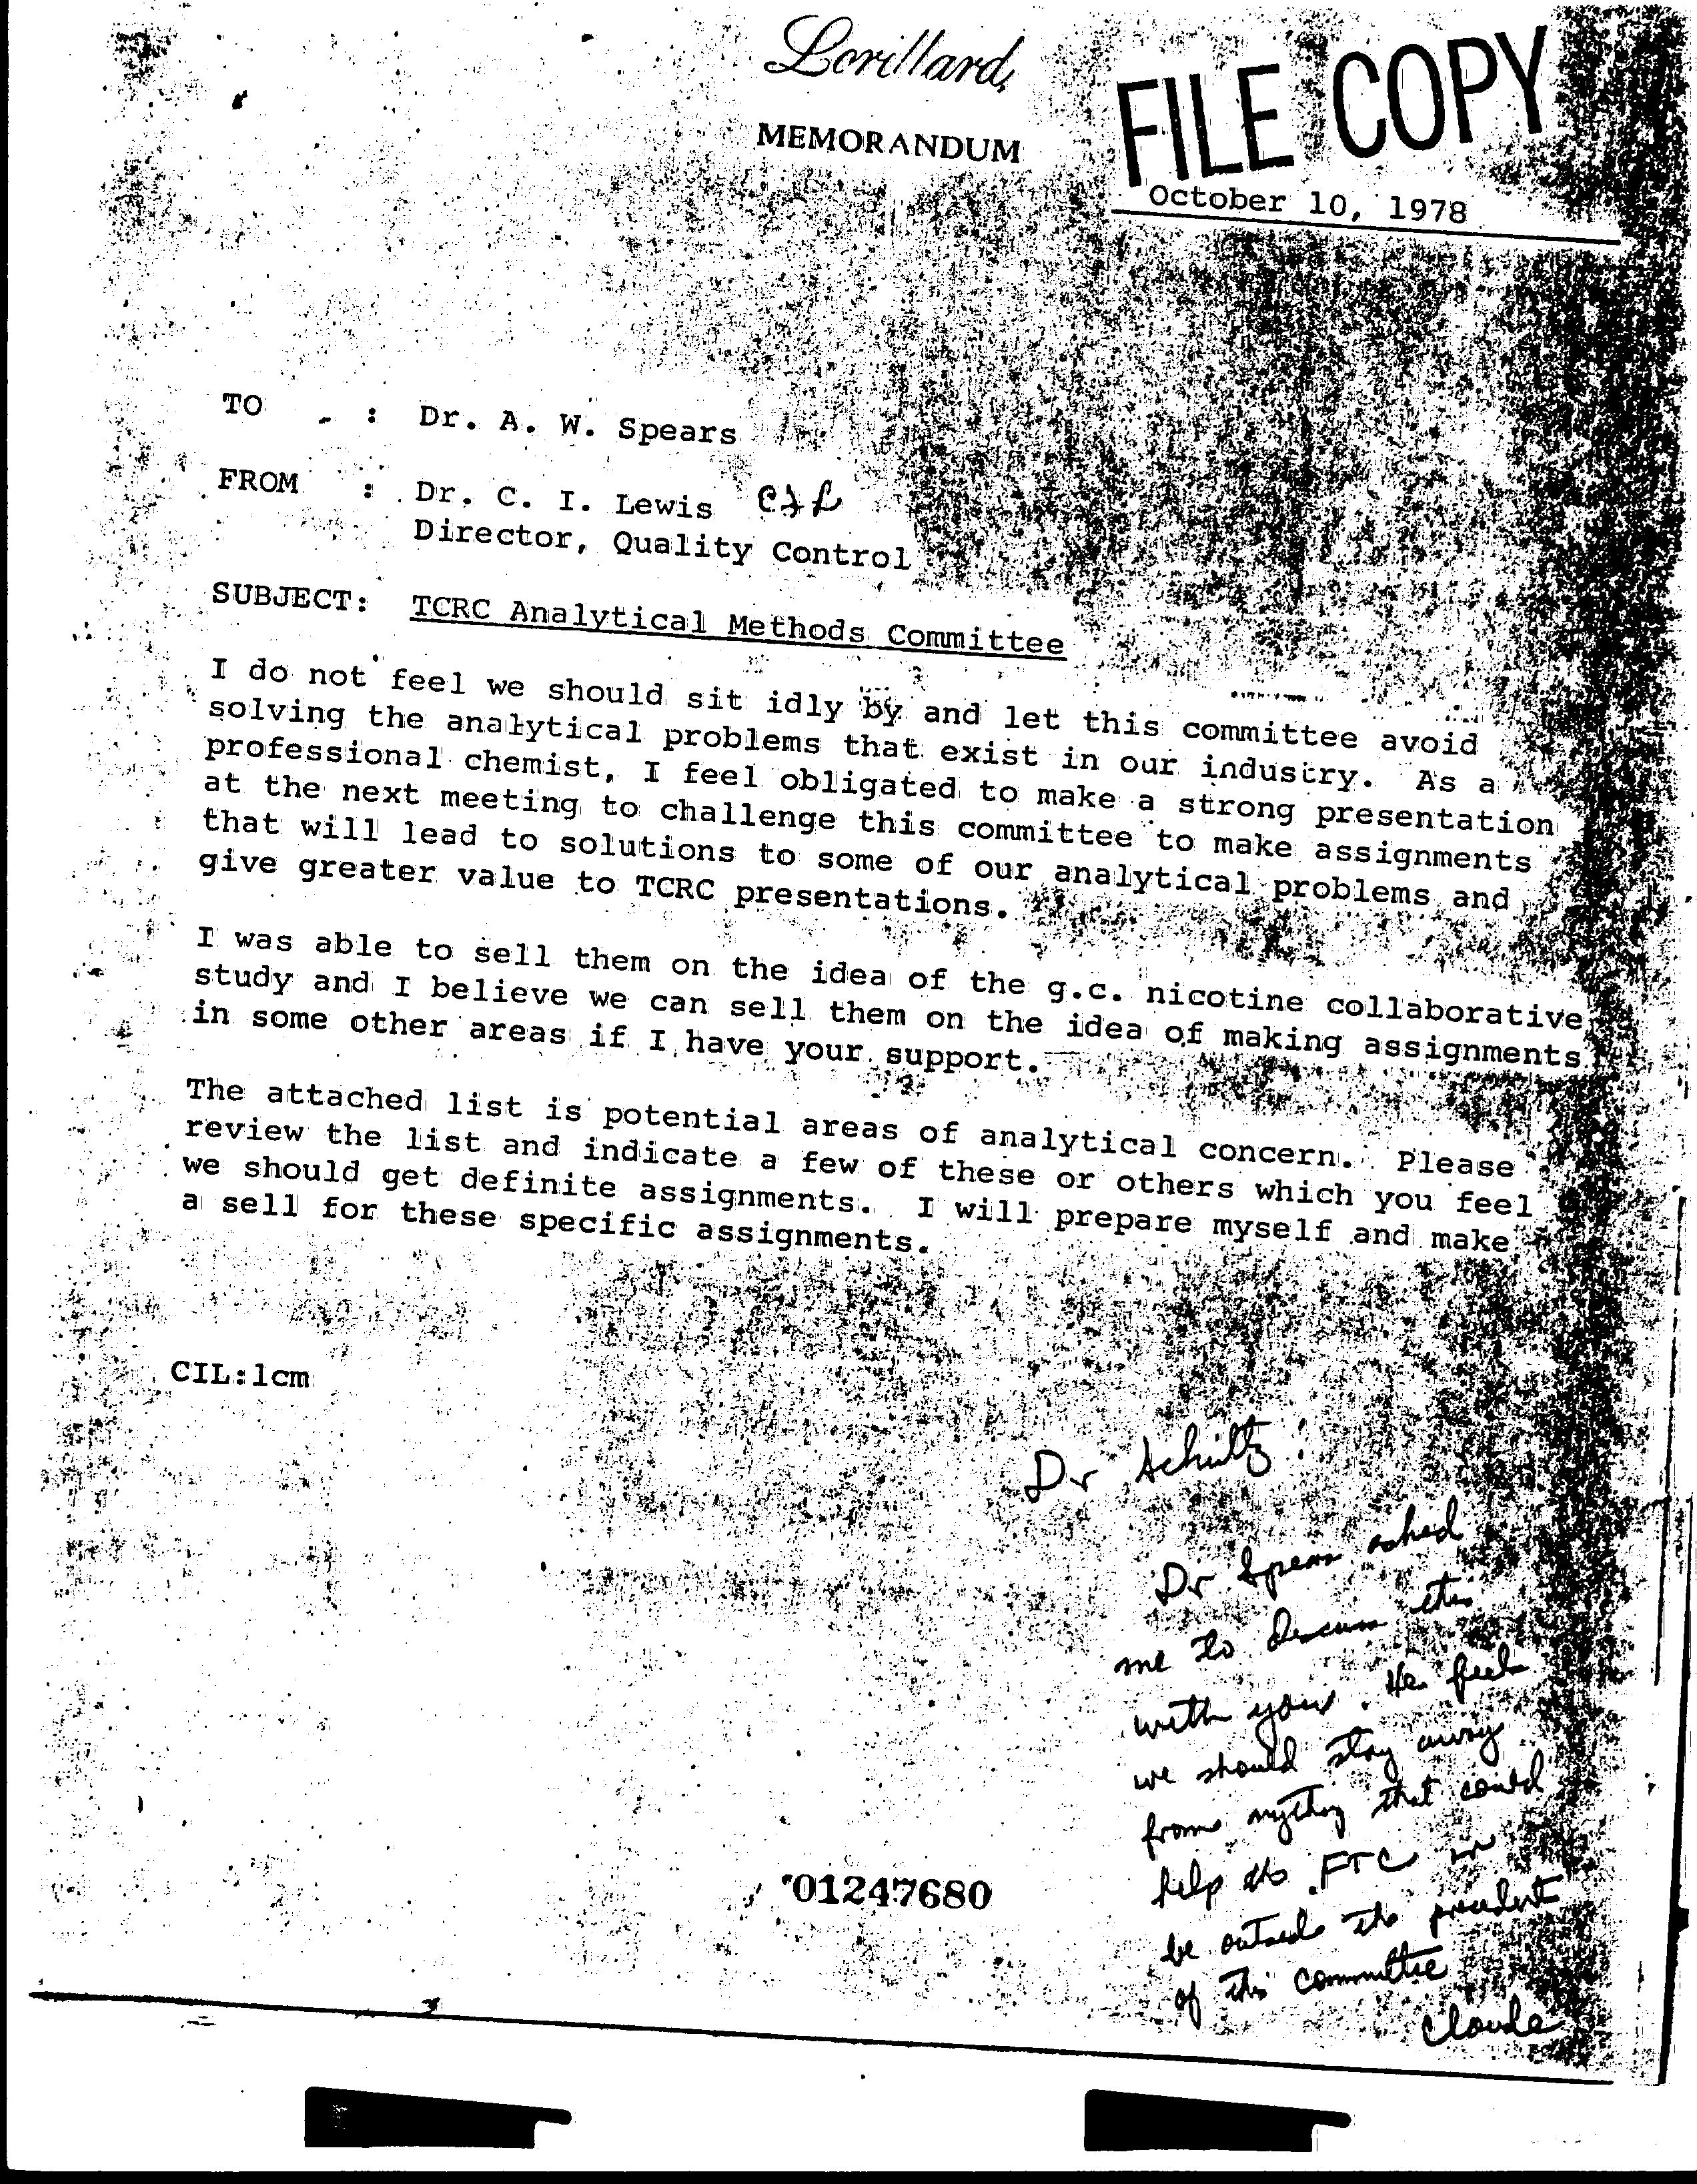 Lorillard
MEMORANDUM
FILE COPY
October 10, 1978
TO : Dr. A. W. Spears
FROM : Dr. C. I. Lewis CIL
Director, Quality Control
SUBJECT: TCRC Analytical Methods Committee
I do not feel we should sit idly by and let this committee avoid
solving the analytical problems that exist in our industry. As a
professional chemist, I feel obligated to make a strong presentation
at the next meeting to challenge this committee to make assignments
that will lead to solutions to some of our analytical problems and
give greater value to TCRC presentations.
I was able to sell them on the idea of the g.c. nicotine collaborative
study and I believe we can sell them on the idea of making assignments
in some other areas if I have your support.
The attached list is potential areas of analytical concern. Please
review the list and indicate a few of these or others which you feel
we should get definite assignments. I will prepare myself and make
a sell for these specific assignments.
CIL:lcm
Dr Schultz:
Dr Spears asked
me to discuss this
with you. He feels
we should stay away
from anything that could
help the FTC or
be outside the precedent
of this committee
Claude
01247680